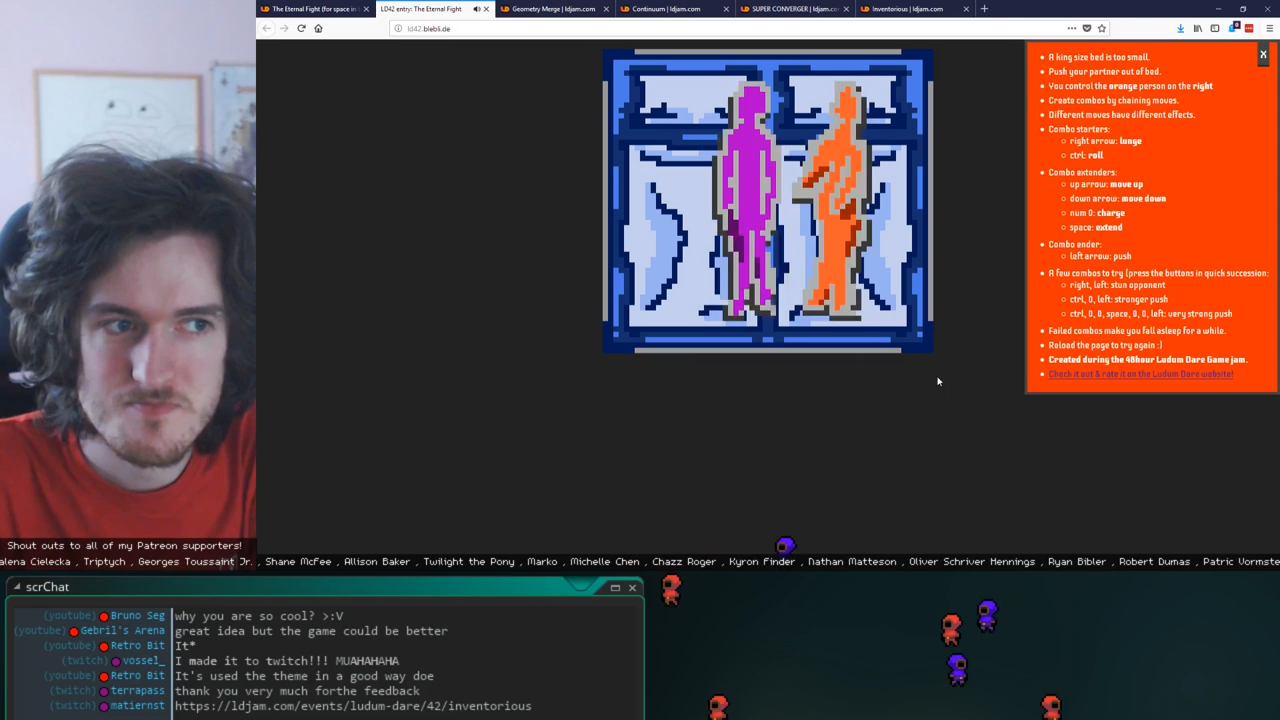 The Eternal Fight (for space in
LD42 entry: The Eternal Fight
Geometry Merge | ldjam.com
Continuum | ldjam.com
SUPER CONVERGER | ldjam.co
Inventorious | ldjam.com
ld42.blebli.de
X
A king size bed is too small.
Push your partner out of bed.
You control the orange person on the right
Create combos by chaining moves.
Different moves have different effects.
Combo starters:
right arrow: lunge
ctrl: roll
Combo extenders:
up arrow: move up
down arrow: move down
num 0: charge
space: extend
Combo ender:
left arrow: push
A few combos to try (press the buttons in quick succession:
right, left: stun opponent
ctrl, 0, left: stronger push
ctrl, 0, 0, space, 0, 0, left: very strong push
Failed combos make you fall asleep for a while.
Reload the page to try again :)
Created during the 48hour Ludum Dare Game jam.
Check it out & rate it on the Ludum Dare website!
Shout outs to all of my Patreon supporters!
alena Cielecka , Triptych , Georges Toussaint Jr. , Shane McFee , Allison Baker , Twilight the Pony , Marko , Michelle Chen , Chazz Roger , Kyron Finder , Nathan Matteson , Oliver Schriver Hennings , Ryan Bibler , Robert Dumas , Patric Vormste
scrChat
(youtube) Bruno Seg why you are so cool? >:V
(youtube) Gebril's Arena great idea but the game could be better
(youtube) Retro Bit It*
(twitch) vossel_ I made it to twitch!!! MUAHAHAHA
(youtube) Retro Bit It's used the theme in a good way doe
(twitch) terrapass thank you very much forthe feedback
(twitch) matiernst https://ldjam.com/events/ludum-dare/42/inventorious